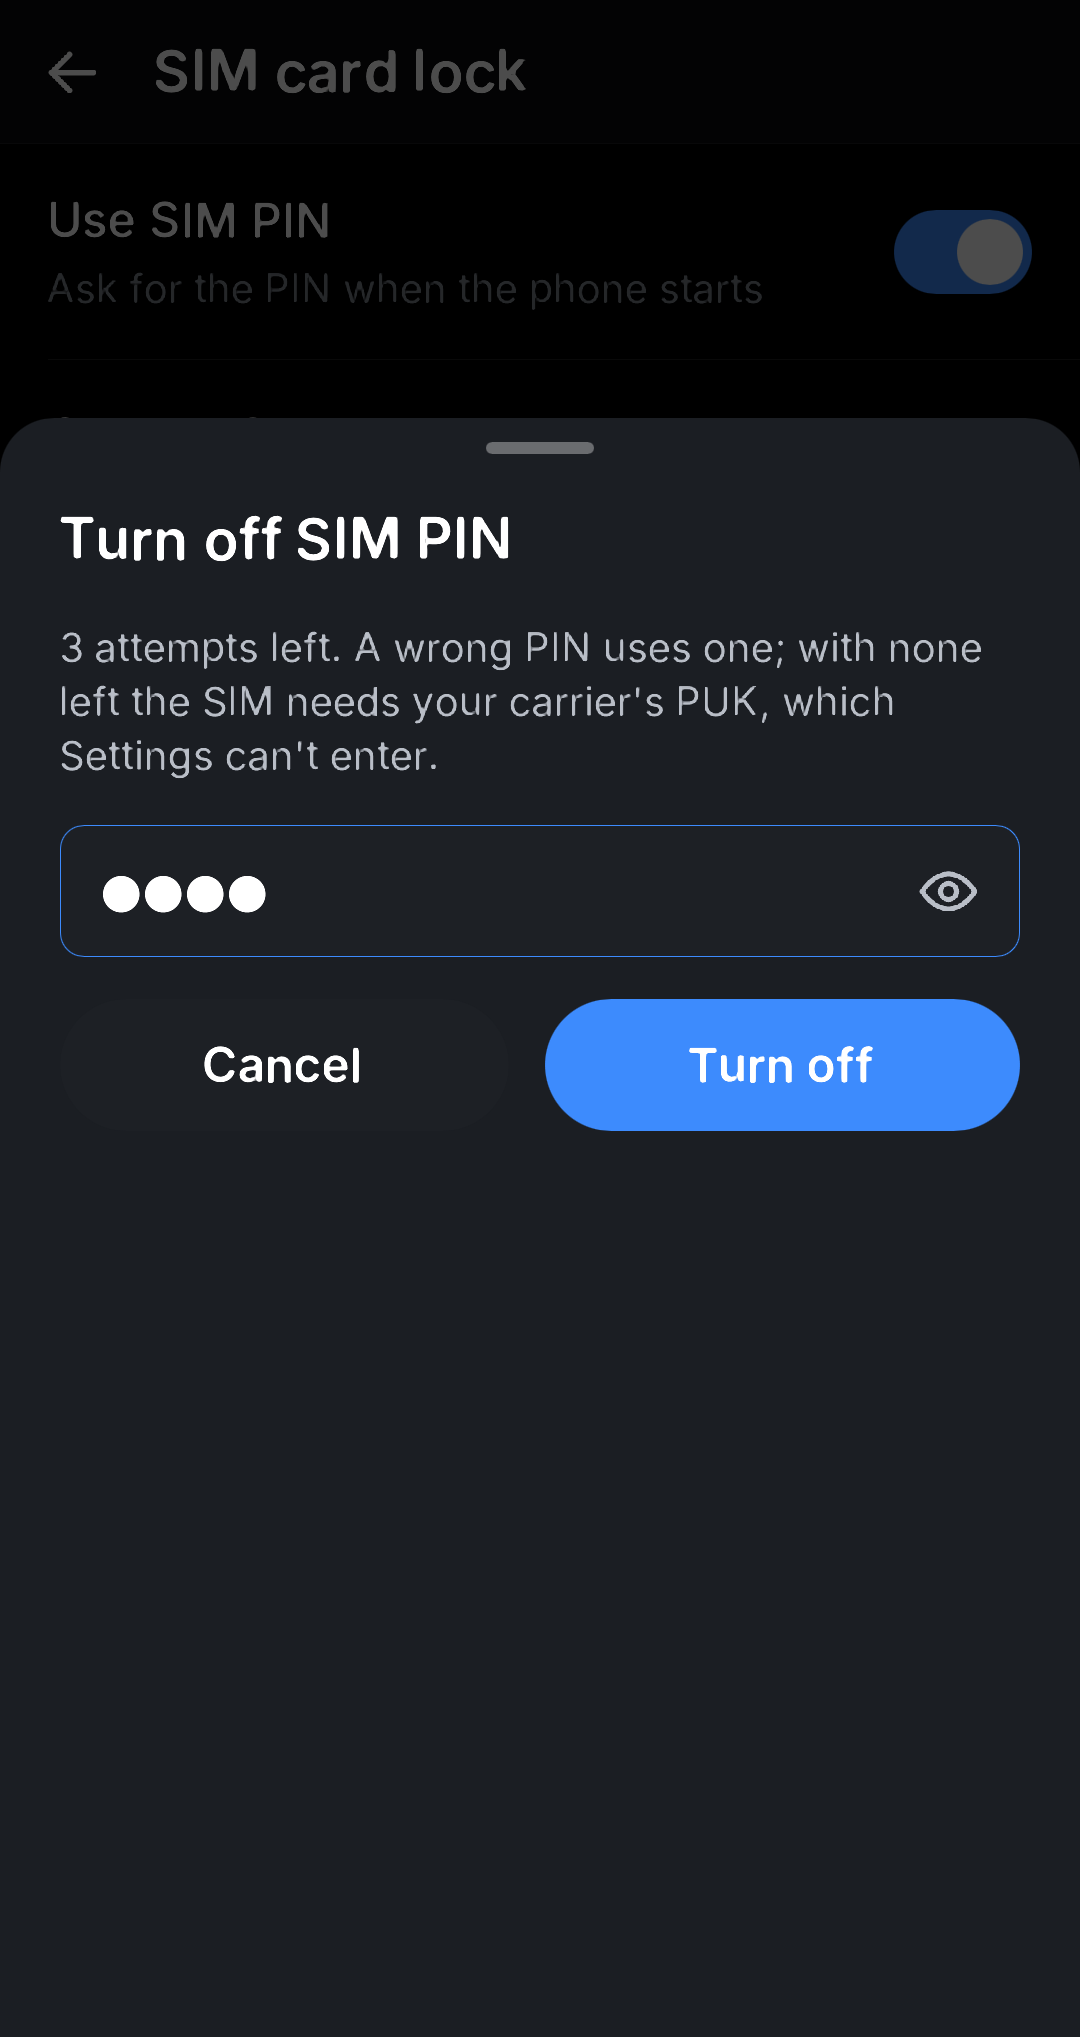 SIM card lock
Use SIM PIN
Ask for the PIN when the phone starts
Turn off SIM PIN
3 attempts left. A wrong PIN uses one; with none
left the SIM needs your carrier's PUK, which
Settings can't enter.
Cancel
Turn off